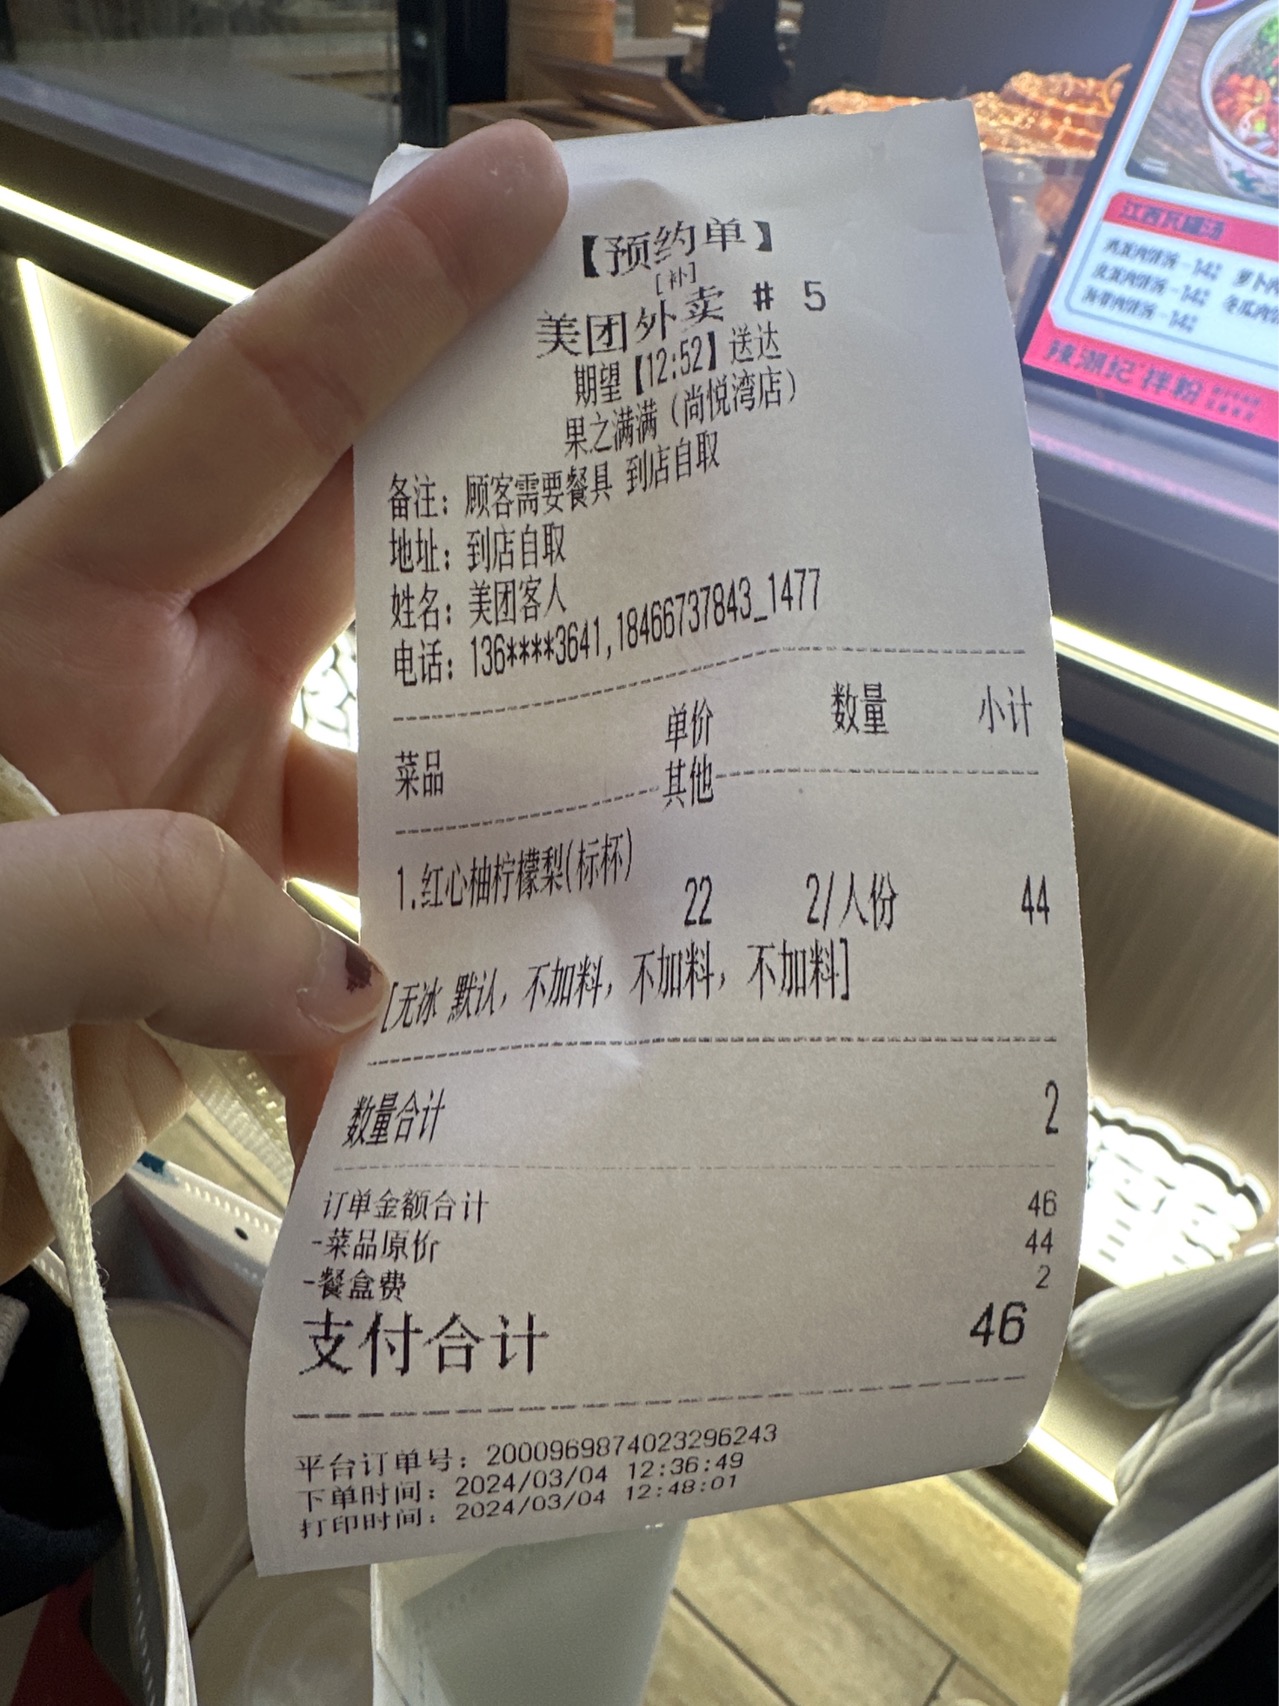 【预约单】
[补]
美团外卖 # 5
期望【12:52】送达
果之满满（尚悦湾店）
备注：顾客需要餐具 到店自取
地址：到店自取
姓名：美团客人
电话：136****3641,18466737843_1477
菜品 单价 数量 小计
其他
1.红心柚柠檬梨(标杯)
22 2/人份 44
[无冰 默认，不加料，不加料，不加料]
数量合计 2
订单金额合计 46
-菜品原价 44
-餐盒费 2
支付合计 46
平台订单号：2000969874023296243
下单时间：2024/03/04 12:36:49
打印时间：2024/03/04 12:48:01
江西瓦罐汤
辣潮纪 拌粉